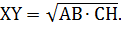 XY = √AB · CH.